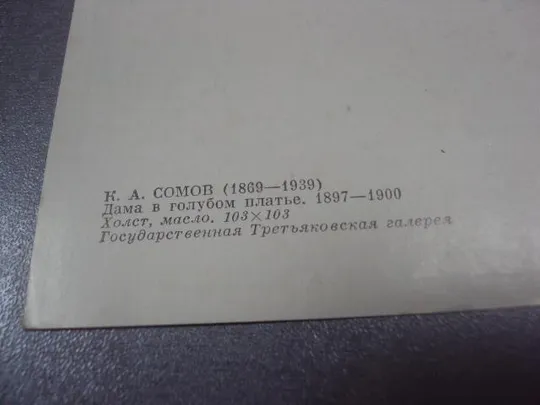 К. А. СОМОВ (1869—1939)
Дама в голубом платье. 1897—1900
Холст, масло. 103×103
Государственная Третьяковская галерея